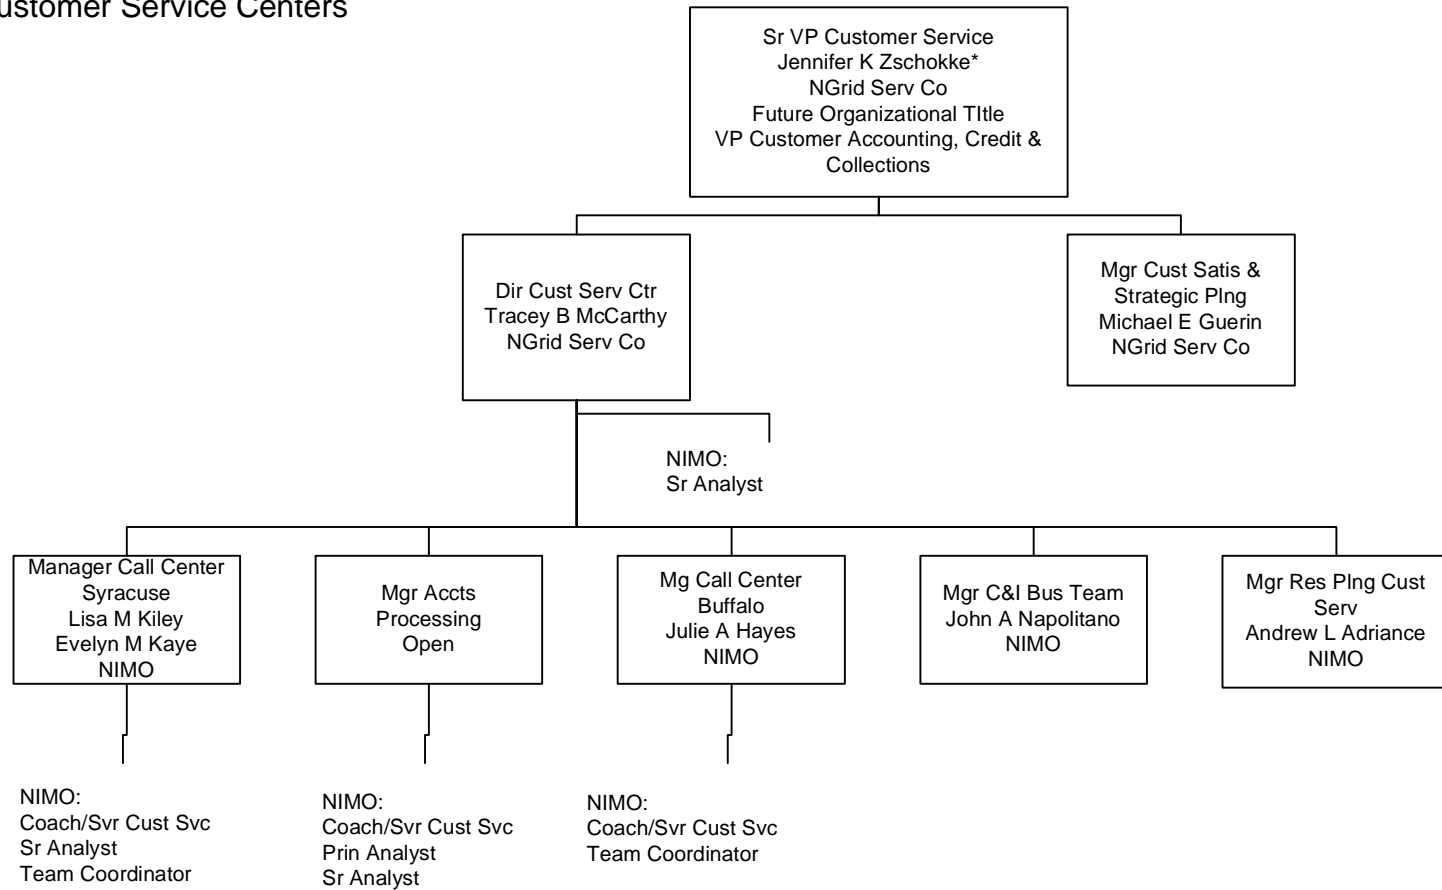 ustomer Service Centers
Sr VP Customer Service
Jennifer K Zschokke*
NGrid Serv Co
Future Organizational TItle
VP Customer Accounting, Credit &
Collections
Dir Cust Serv Ctr
Tracey B McCarthy
NGrid Serv Co
Mgr Cust Satis &
Strategic Plng
Michael E Guerin
NGrid Serv Co
NIMO:
Sr Analyst
Manager Call Center
Syracuse
Lisa M Kiley
Evelyn M Kaye
NIMO
Mgr Accts
Processing
Open
Mg Call Center
Buffalo
Julie A Hayes
NIMO
Mgr C&I Bus Team
John A Napolitano
NIMO
Mgr Res Plng Cust
Serv
Andrew L Adriance
NIMO
NIMO:
Coach/Svr Cust Svc
Sr Analyst
Team Coordinator
NIMO:
Coach/Svr Cust Svc
Prin Analyst
Sr Analyst
NIMO:
Coach/Svr Cust Svc
Team Coordinator